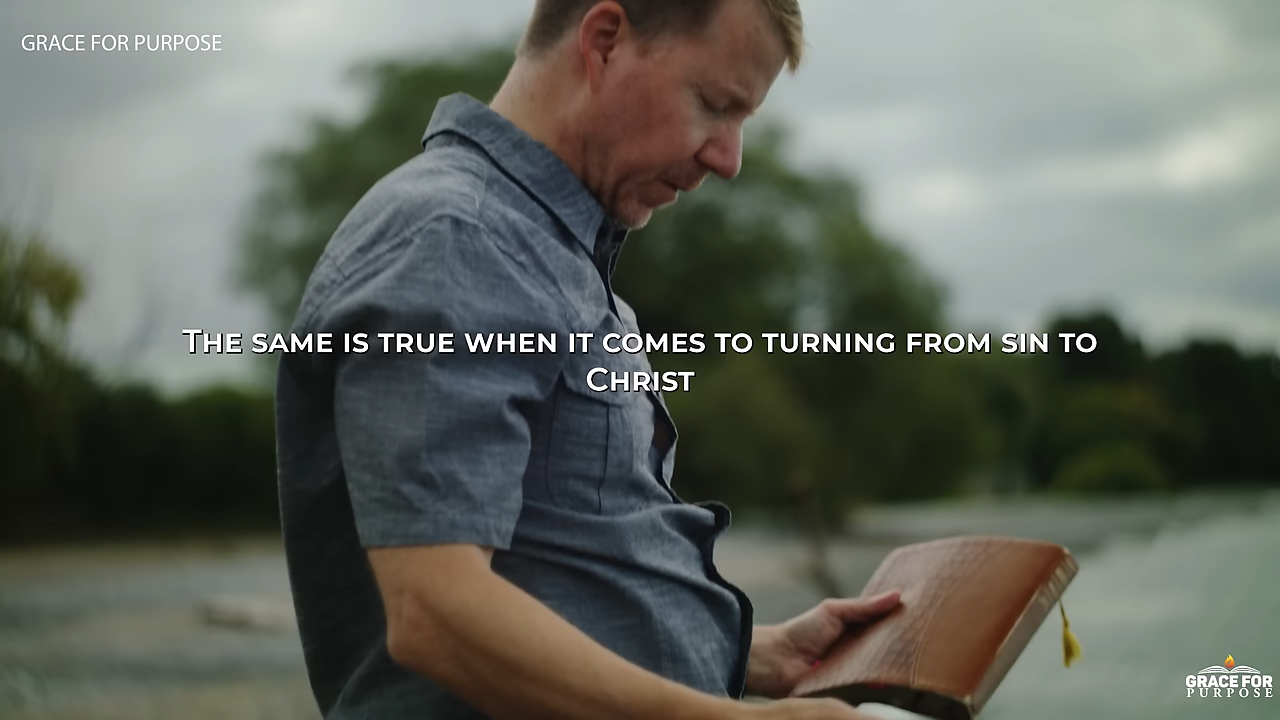 GRACE FOR PURPOSE
THE SAME IS TRUE WHEN IT COMES TO TURNING FROM SIN TO
CHRIST
GRACE FOR
PURPOSE